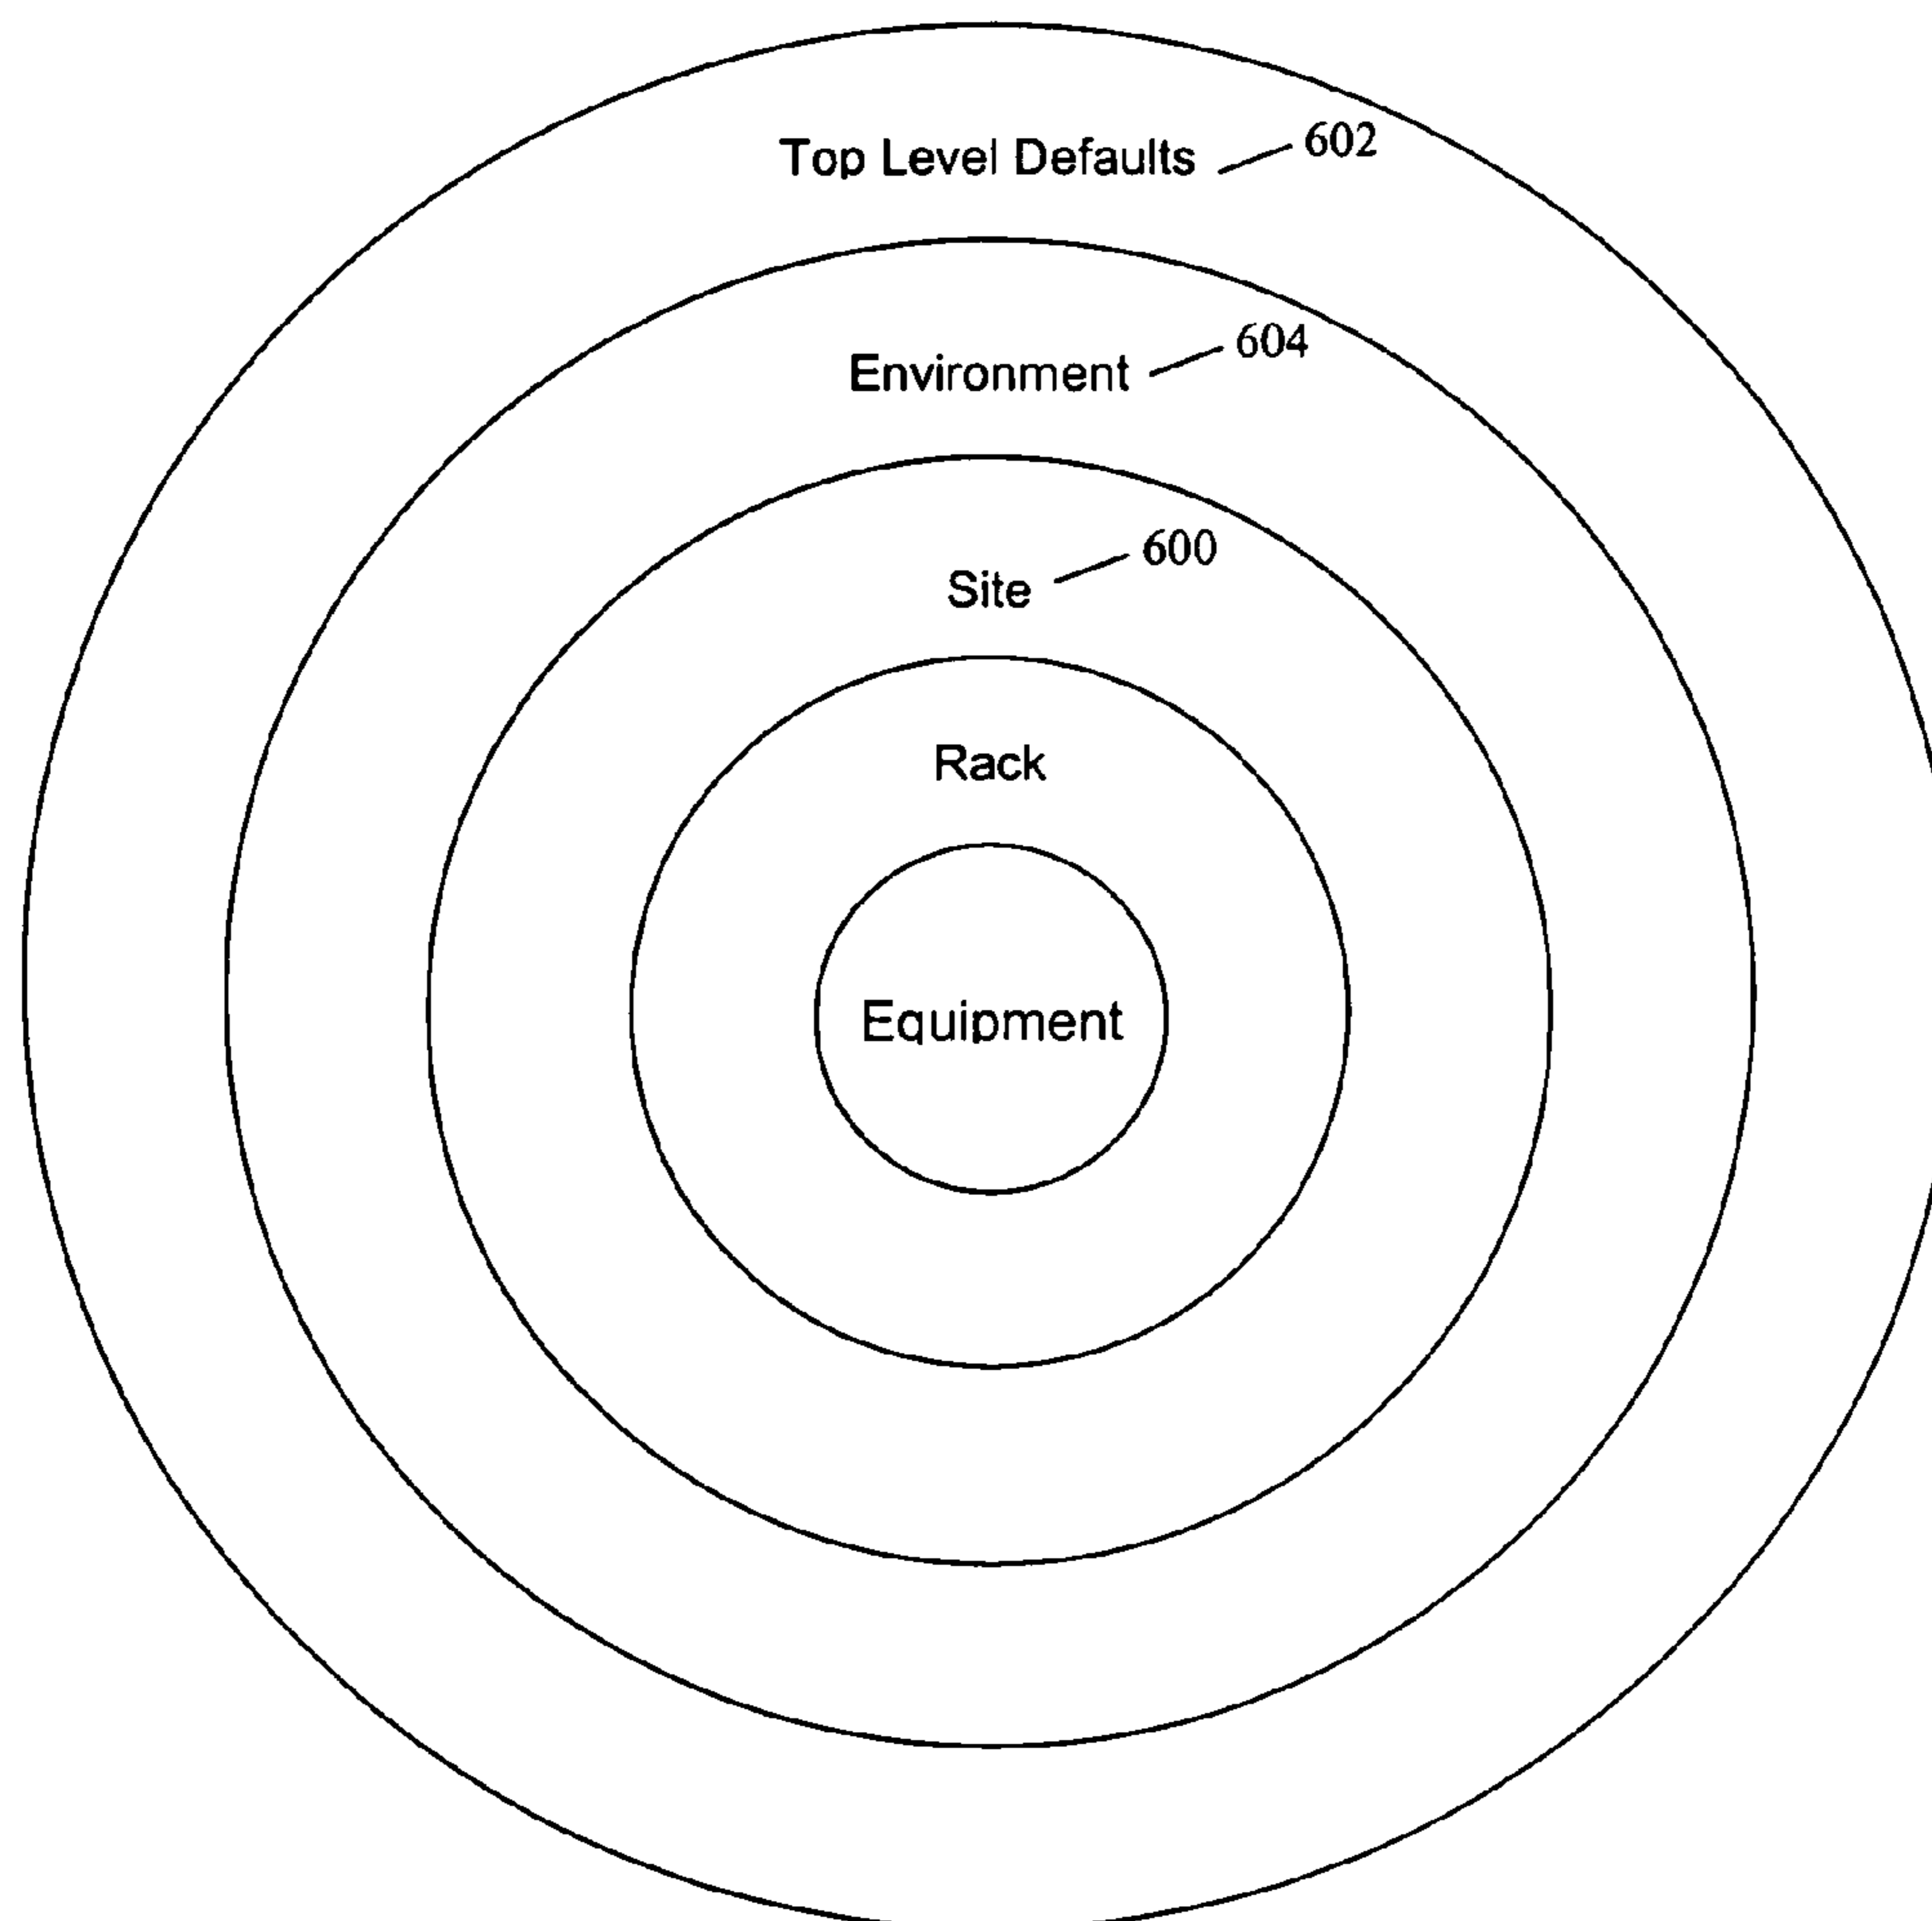 Top Level Defaults 602
Environment 604
Site 600
Rack
Equipment